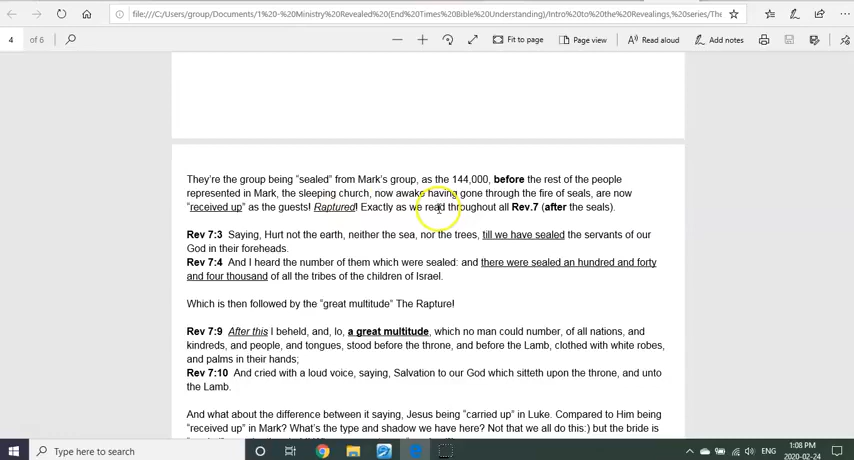 file:///C:/Users/group/Documents/1%20-%20Ministry%20Revealed%20(End%20Times%20Bible%20Understanding)/Intro%20to%20the%20Revealings,%20series/The
4 of 6 Fit to page Page view Read aloud Add notes
They're the group being "sealed" from Mark's group, as the 144,000, before the rest of the people
represented in Mark, the sleeping church, now awake having gone through the fire of seals, are now
"received up" as the guests! Raptured! Exactly as we read throughout all Rev.7 (after the seals).
Rev 7:3 Saying, Hurt not the earth, neither the sea, nor the trees, till we have sealed the servants of our
God in their foreheads.
Rev 7:4 And I heard the number of them which were sealed: and there were sealed an hundred and forty
and four thousand of all the tribes of the children of Israel.
Which is then followed by the "great multitude" The Rapture!
Rev 7:9 After this I beheld, and, lo, a great multitude, which no man could number, of all nations, and
kindreds, and people, and tongues, stood before the throne, and before the Lamb, clothed with white robes,
and palms in their hands;
Rev 7:10 And cried with a loud voice, saying, Salvation to our God which sitteth upon the throne, and unto
the Lamb.
And what about the difference between it saying, Jesus being "carried up" in Luke. Compared to Him being
"received up" in Mark? What's the type and shadow we have here? Not that we all do this:) but the bride is
Type here to search
ENG
1:08 PM
2020-02-24